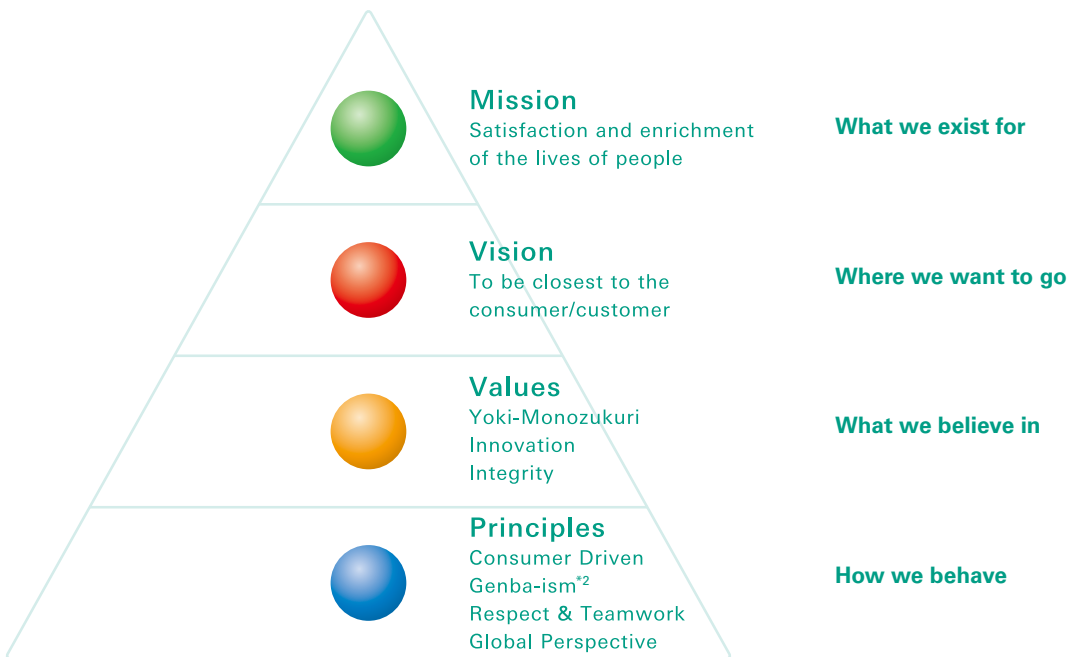 Mission
Satisfaction and enrichment
of the lives of people
What we exist for
Vision
To be closest to the
consumer/customer
Where we want to go
Values
Yoki-Monozukuri
Innovation
Integrity
What we believe in
Principles
Consumer Driven
Genba-ism*2
Respect & Teamwork
Global Perspective
How we behave